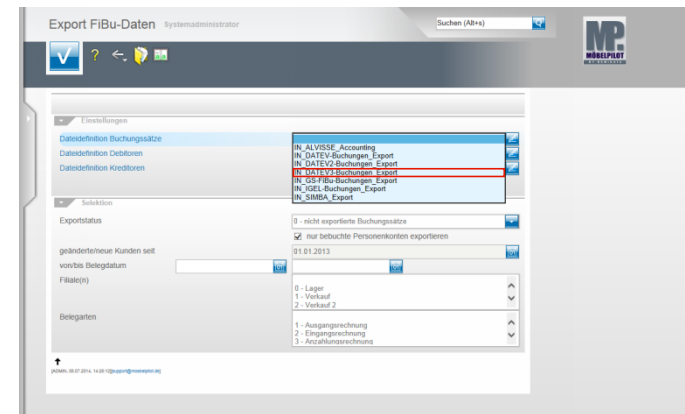 Export FiBu-Daten Systemadministrator
Suchen (Alt+s)
MP.
MÖBELPILOT
?
Einstellungen
Dateidefinition Buchungssätze
Dateidefinition Debitoren
Dateidefinition Kreditoren
IN_ALVISSE_Accounting
IN_DATEV-Buchungen_Export
IN_DATEV2-Buchungen_Export
IN_DATEV3-Buchungen_Export
IN_GS-FiBu-Buchungen_Export
IN_IGEL-Buchungen_Export
IN_SIMBA_Export
Selektion
Exportstatus
0 - nicht exportierte Buchungssätze
nur bebuchte Personenkonten exportieren
geänderte/neue Kunden seit
01.01.2013
von/bis Belegdatum
Filiale(n)
0 - Lager
1 - Verkauf
2 - Verkauf 2
Belegarten
1 - Ausgangsrechnung
2 - Eingangsrechnung
3 - Anzahlungsrechnung